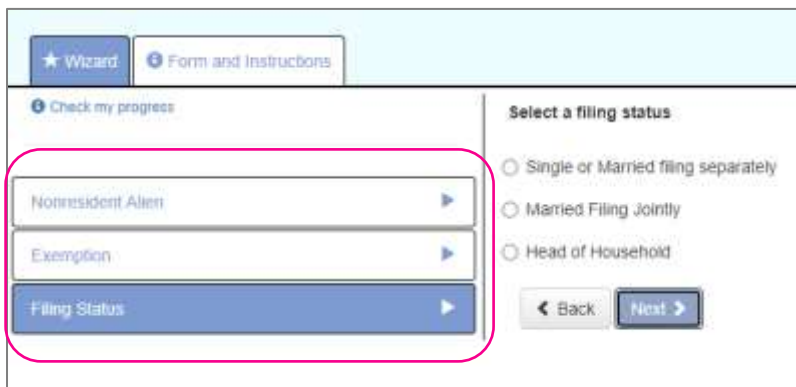 Wizard
Form and Instructions
Check my progress
Nonresident Alien
Exemption
Filing Status
Select a filing status
Single or Married filing separately
Married Filing Jointly
Head of Household
Back
Next